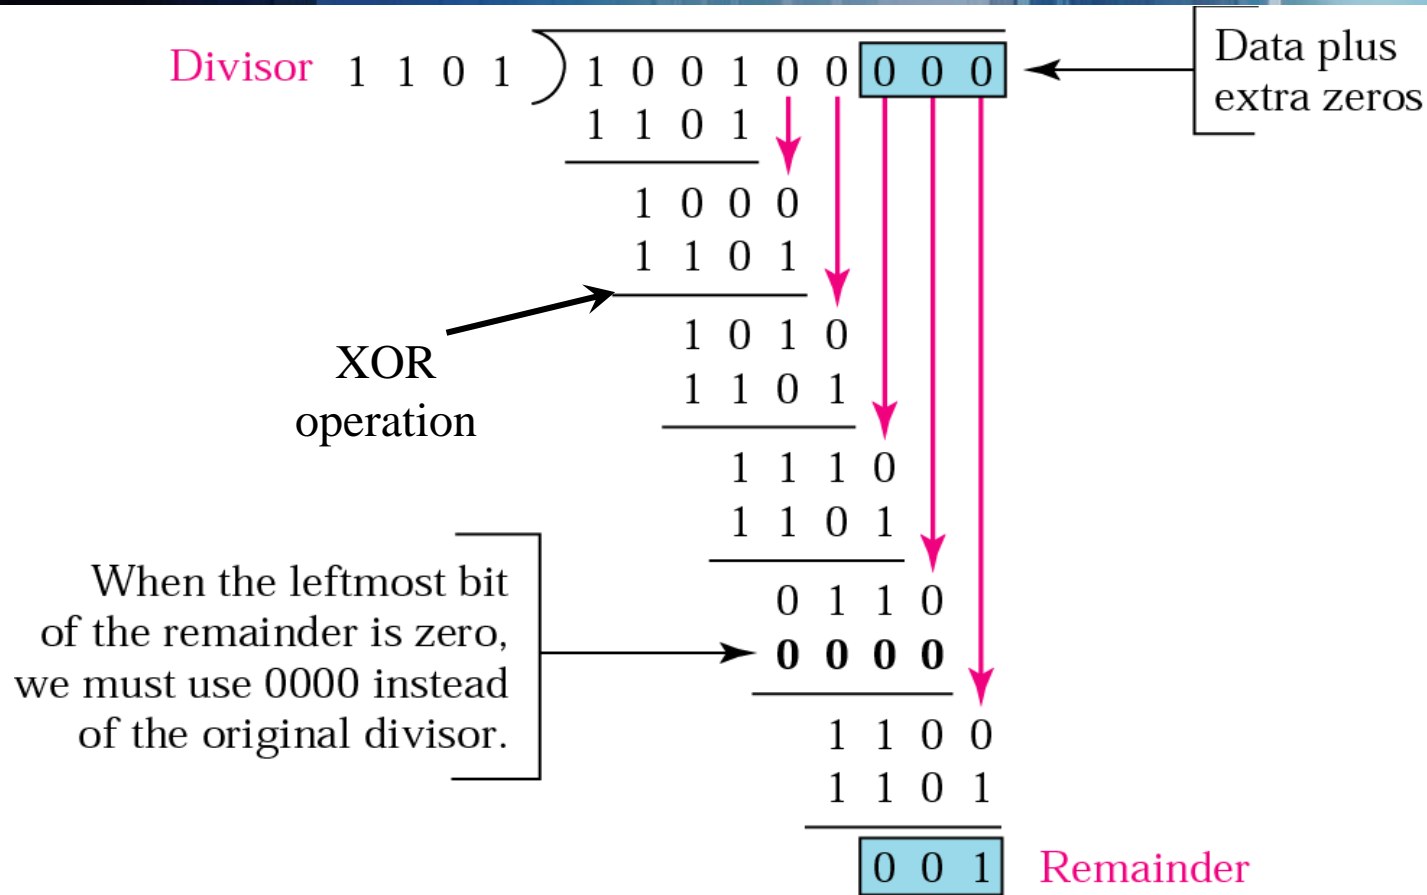 Divisor 1 1 0 1 1 0 0 1 0 0 0 0 0
Data plus
extra zeros
1 1 0 1
1 0 0 0
1 1 0 1
XOR
operation
1 0 1 0
1 1 0 1
1 1 1 0
1 1 0 1
When the leftmost bit
of the remainder is zero,
we must use 0000 instead
of the original divisor.
0 1 1 0
0 0 0 0
1 1 0 0
1 1 0 1
0 0 1 Remainder